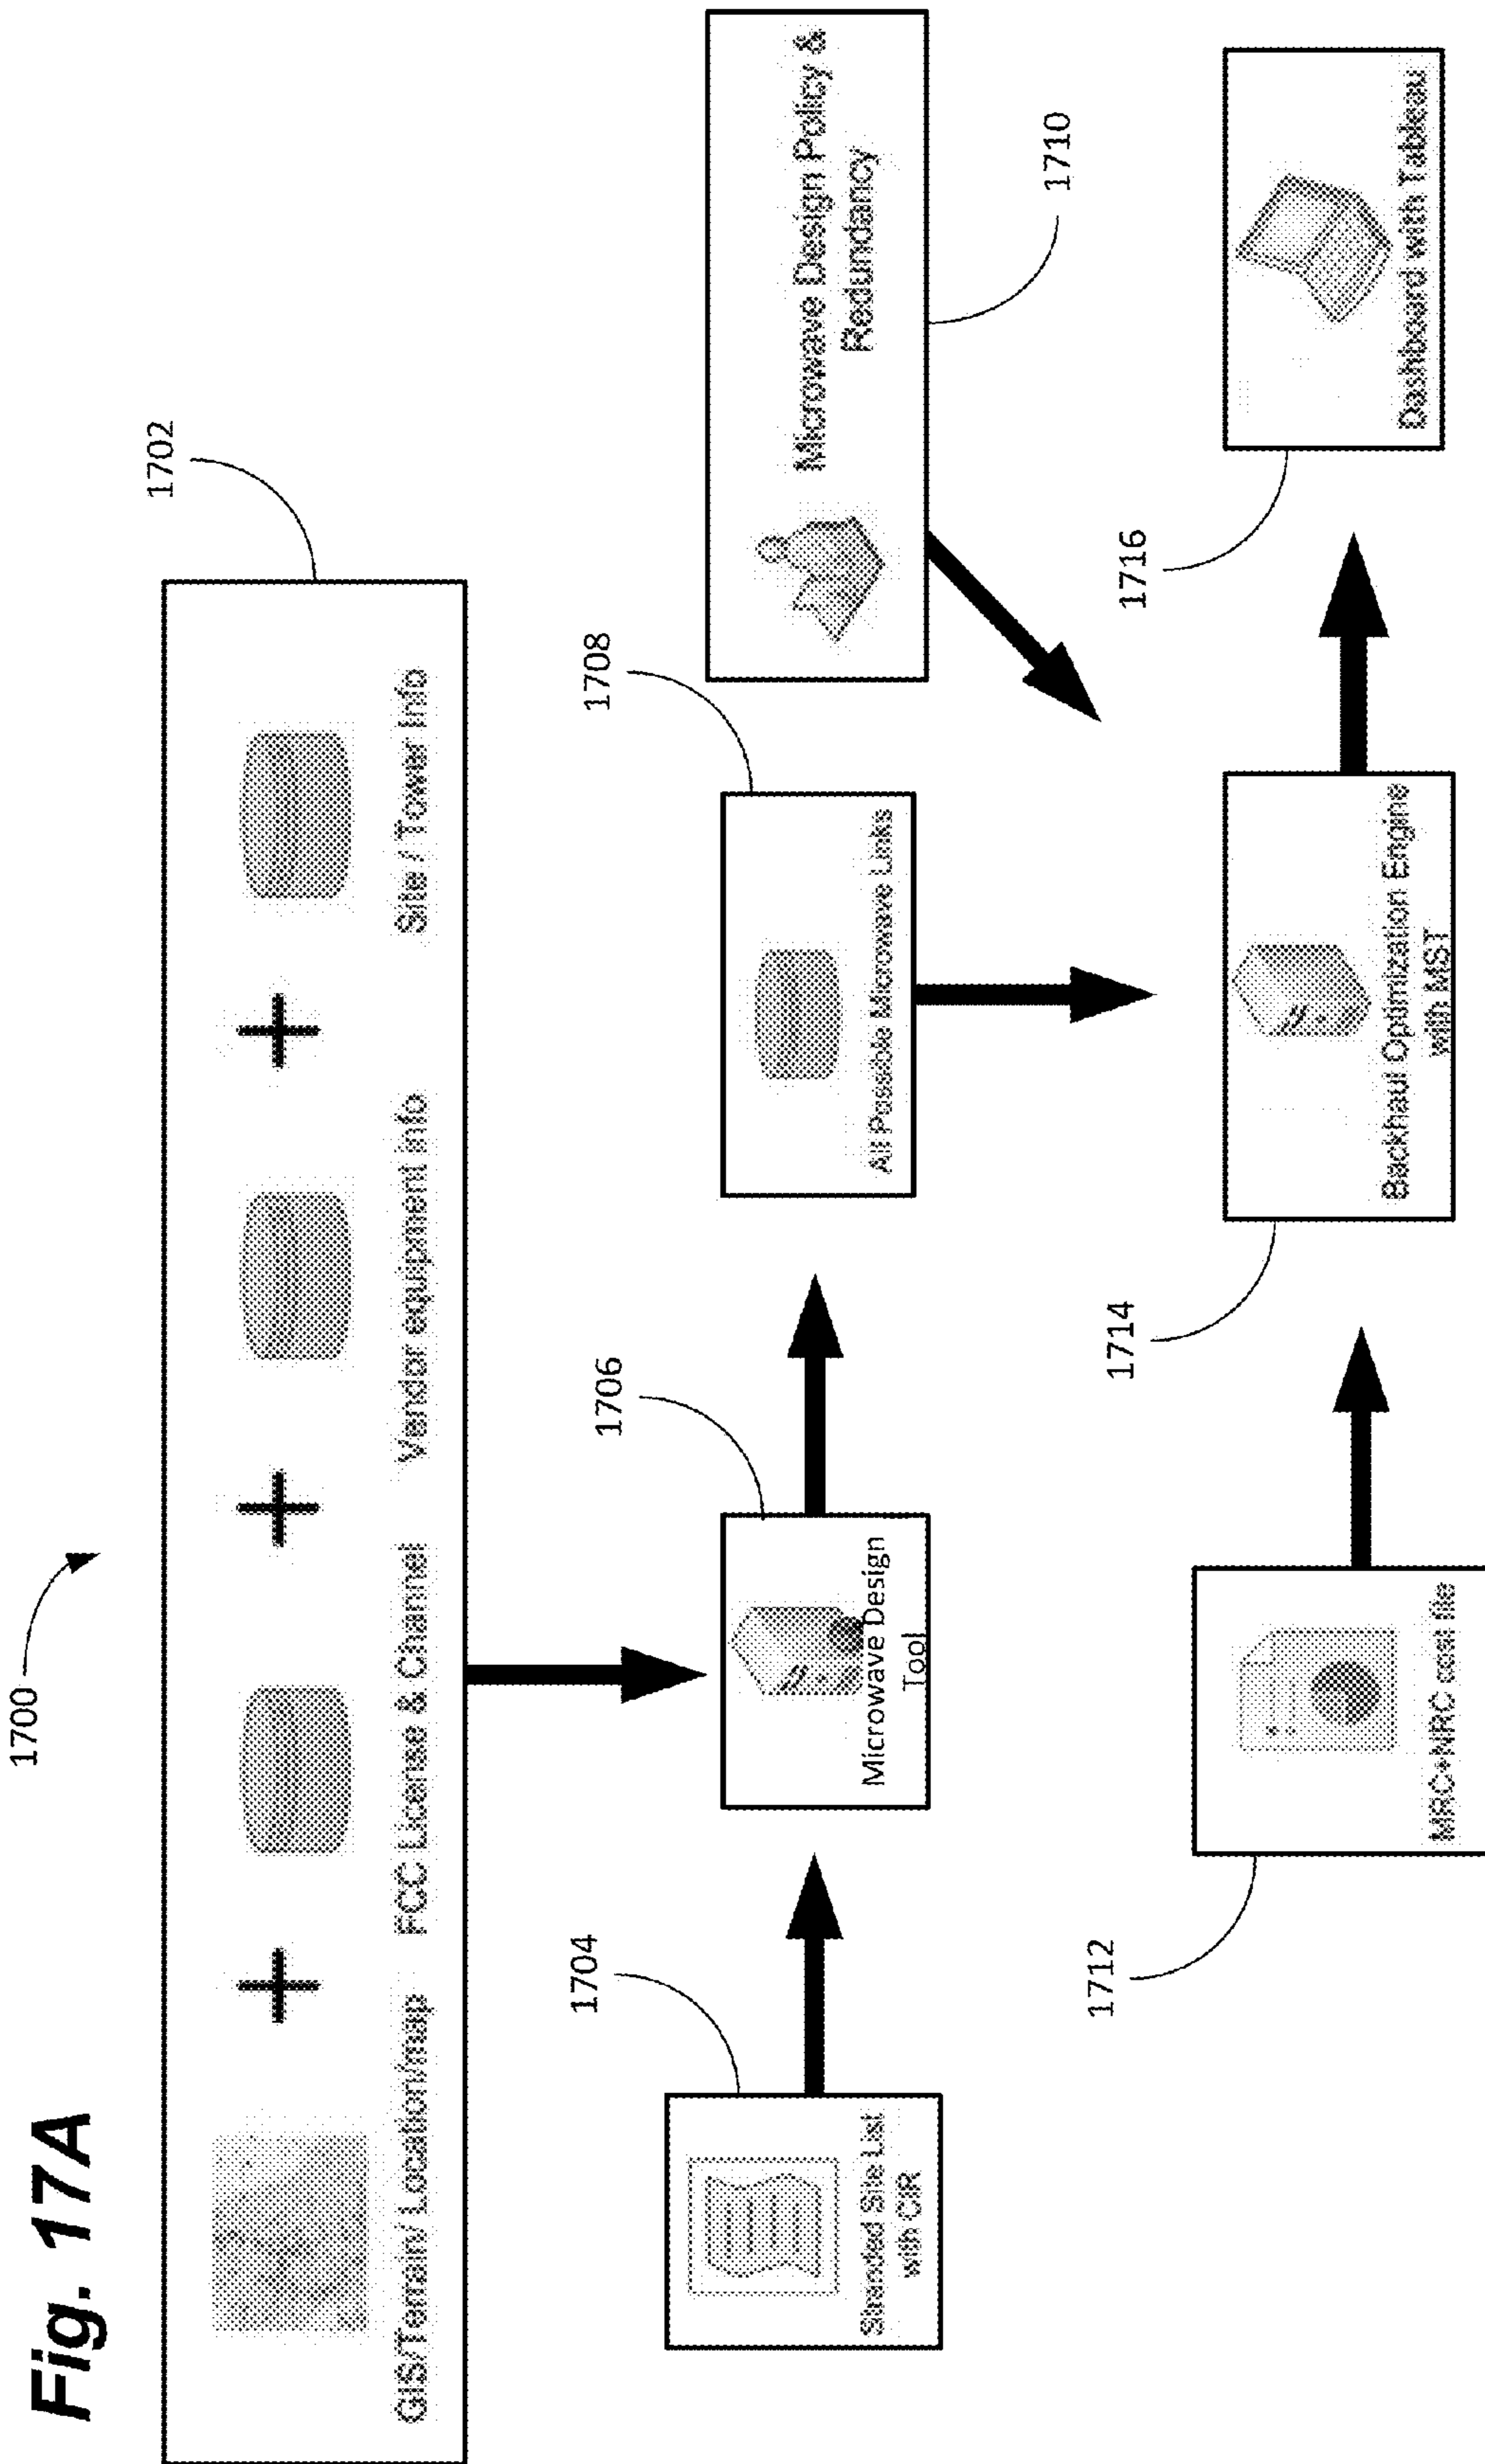 Fig. 17A
1700
1702
GIS/Terrain/ Location/map
FCC License & Channel
Vendor equipment info
Site / Tower Info
1704
Stranded Site List
with CIR
1706
Microwave Design
Tool
1708
All Possible Microwave Links
1710
Microwave Design Policy &
Redundancy
1712
MRC+NRC cost file
1714
Backhaul Optimization Engine
with MST
1716
Dashboard with Tableau